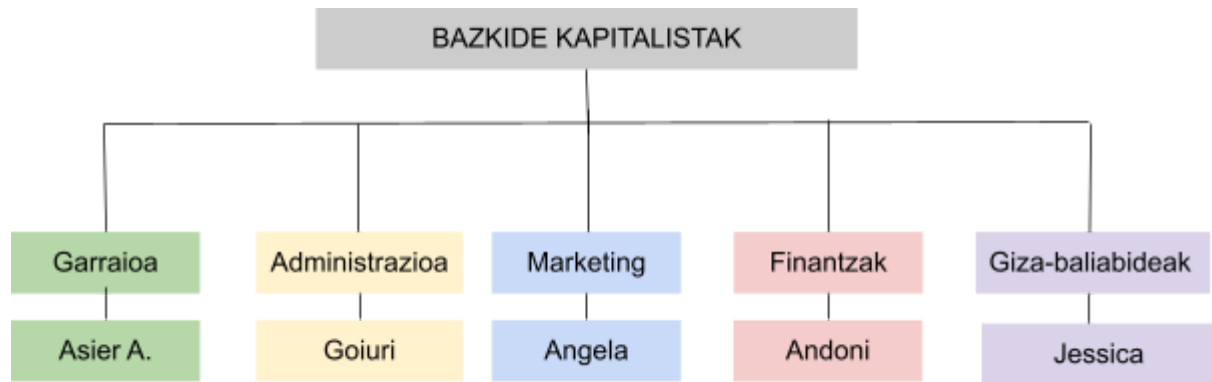 BAZKIDE KAPITALISTAK
Garraioa
Administrazioa
Marketing
Finantzak
Giza-baliabideak
Asier A.
Goiuri
Angela
Andoni
Jessica